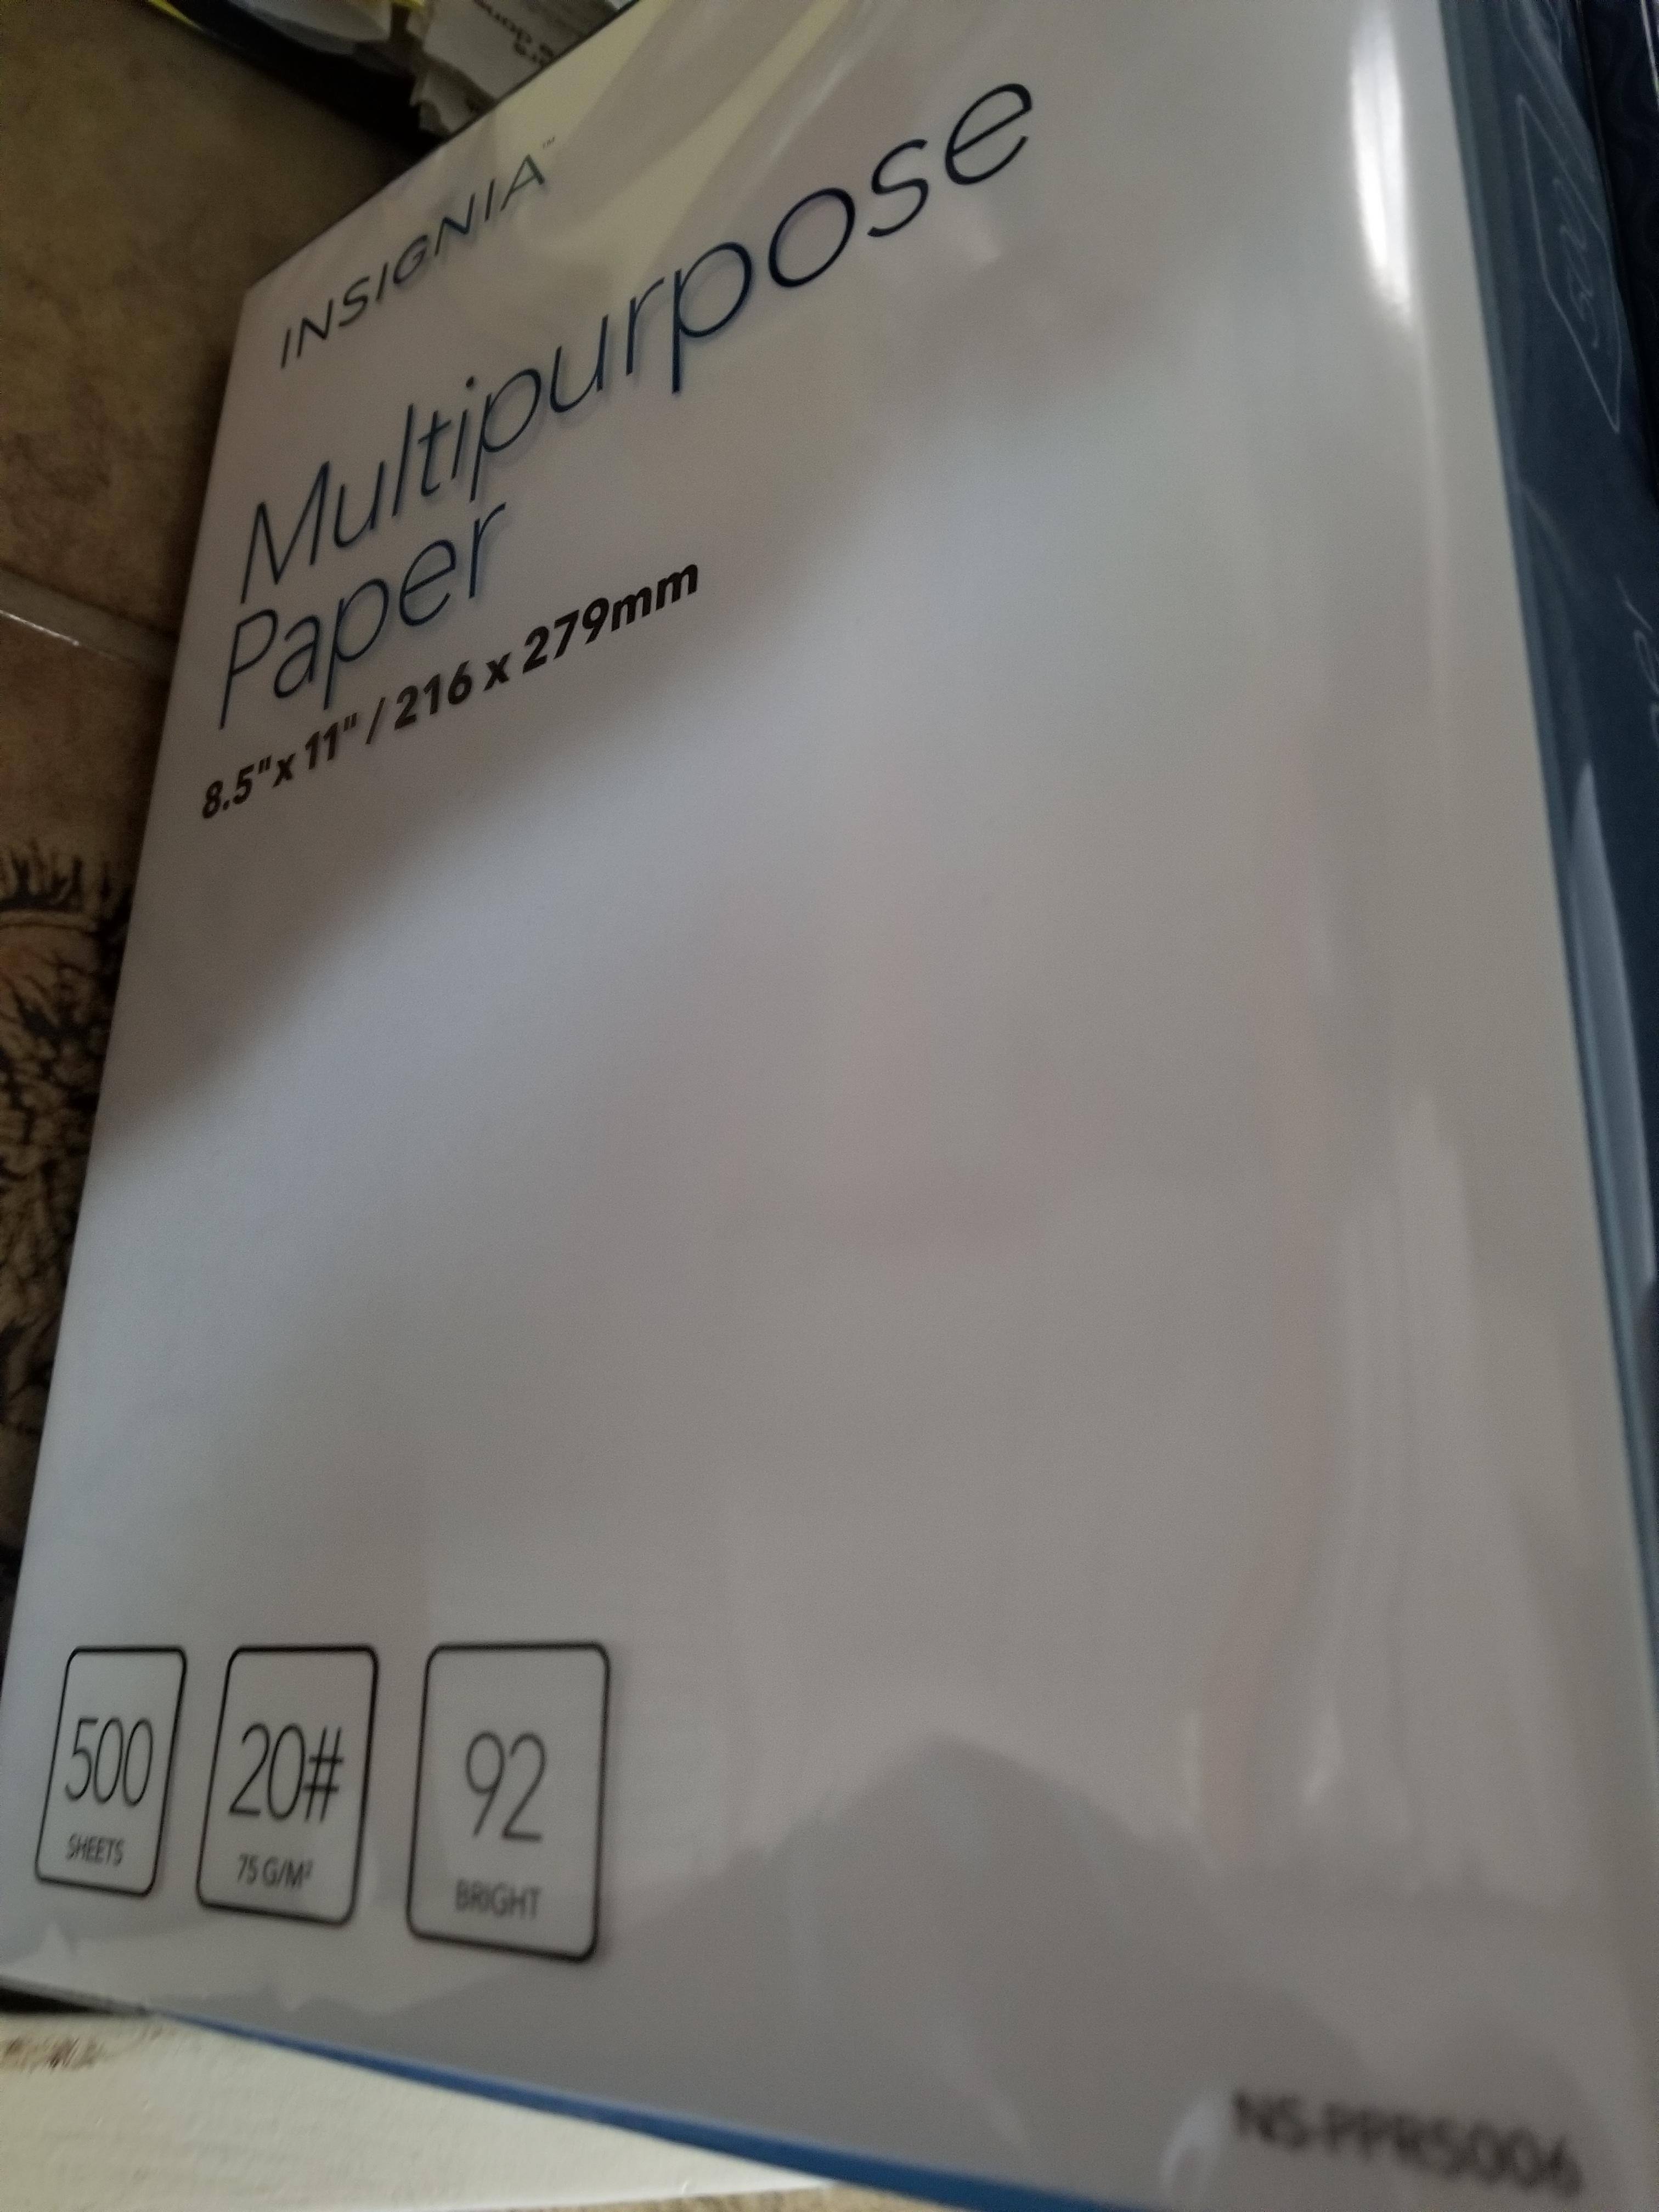 INSIGNIA™
Multipurpose
Paper
8.5"x 11" / 216 x 279mm
500
SHEETS
20#
75 G/M²
92
BRIGHT
NS-PPR5006